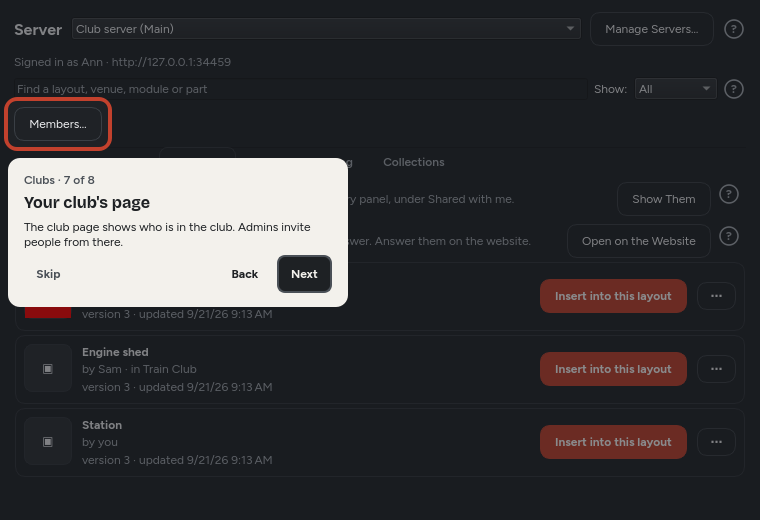 Server
Club server (Main)
Manage Servers...
?
Signed in as Ann · http://127.0.0.1:34459
Find a layout, venue, module or part
Show:
All
?
Members...
Collections
Clubs · 7 of 8
Your club's page
The club page shows who is in the club. Admins invite
people from there.
Skip
Back
Next
panel, under Shared with me.
Show Them
?
Answer them on the website.
Open on the Website
?
version 3 · updated 9/21/26 9:13 AM
Insert into this layout
...
Engine shed
by Sam · in Train Club
version 3 · updated 9/21/26 9:13 AM
Insert into this layout
...
Station
by you
version 3 · updated 9/21/26 9:13 AM
Insert into this layout
...